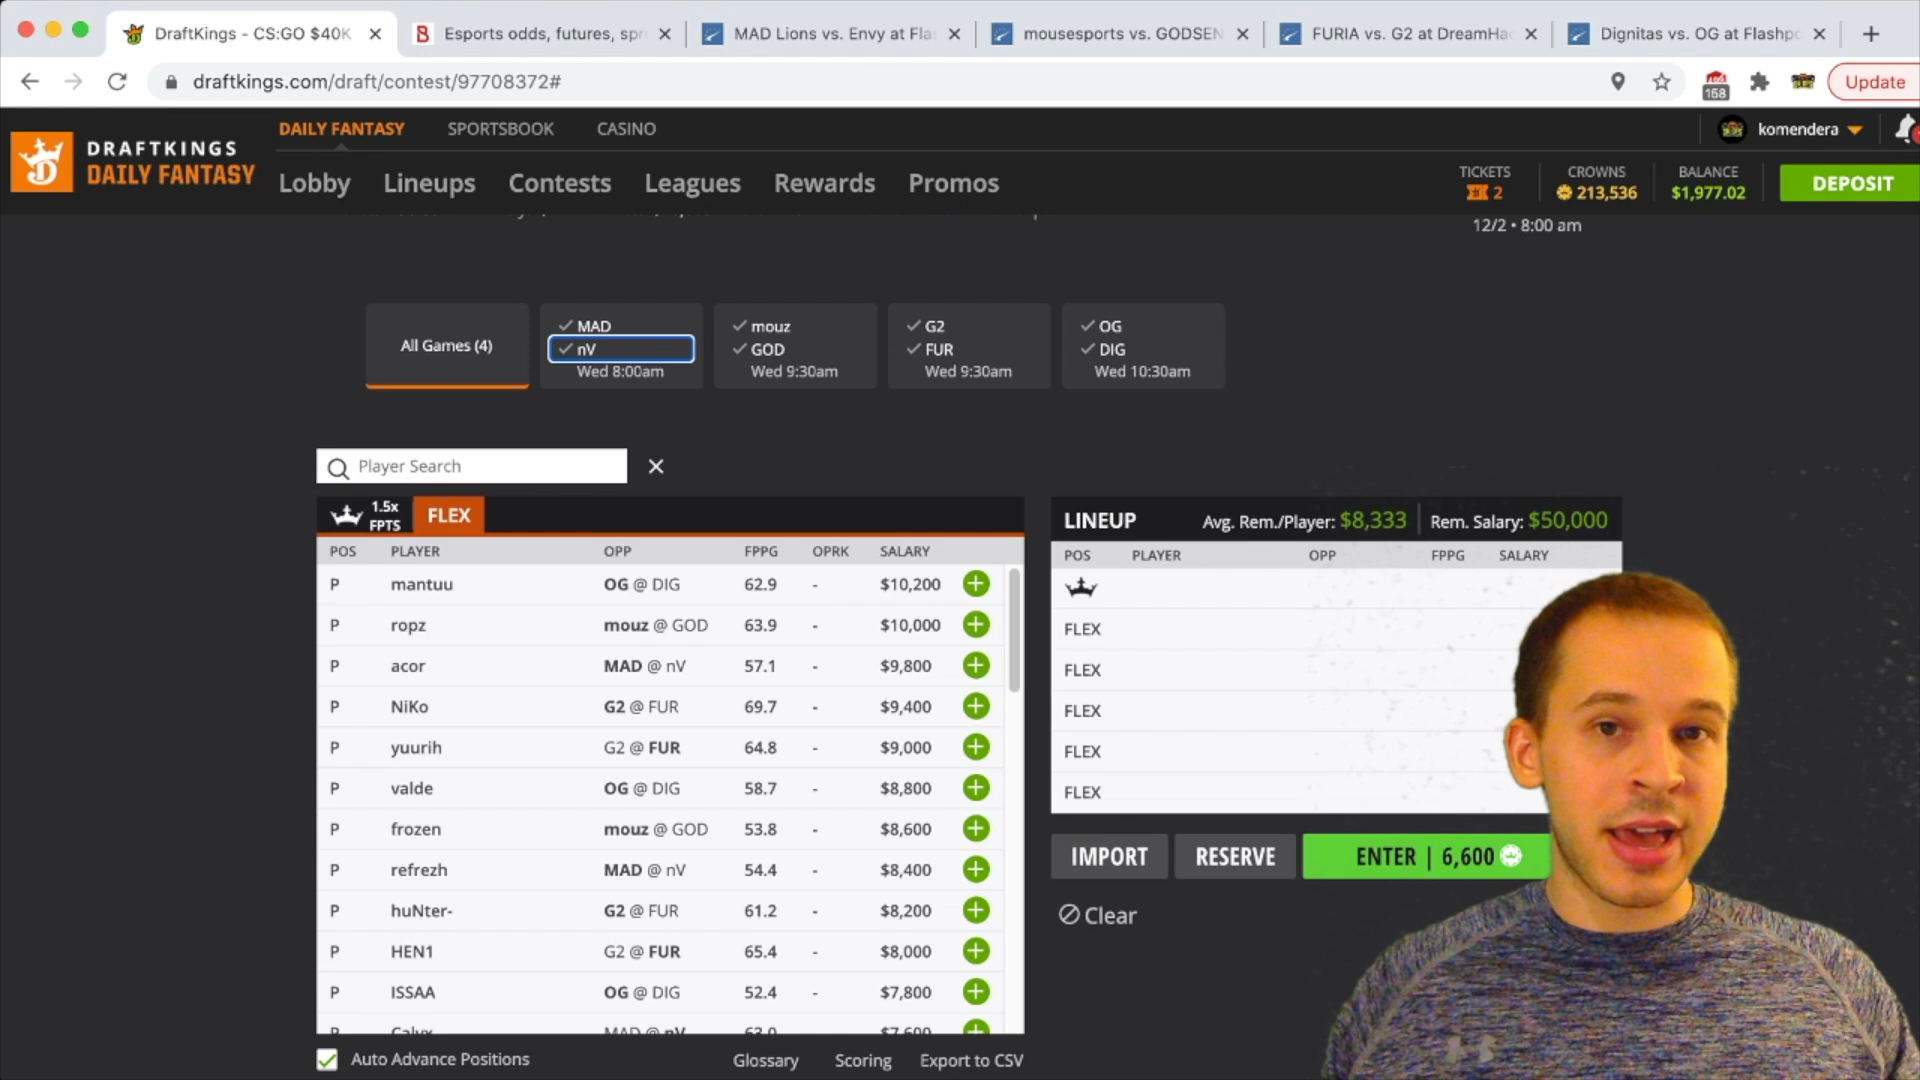 DraftKings - CS:GO $40K
Esports odds, futures, spr
MAD Lions vs. Envy at Fla
mousesports vs. GODSEN
FURIA vs. G2 at DreamHa
Dignitas vs. OG at Flashpo
draftkings.com/draft/contest/97708372#
158
Update
DRAFTKINGS
DAILY FANTASY
DAILY FANTASY
SPORTSBOOK
CASINO
komendera
Lobby
Lineups
Contests
Leagues
Rewards
Promos
TICKETS
2
CROWNS
213,536
BALANCE
$1,977.02
DEPOSIT
12/2 • 8:00 am
All Games (4)
MAD
nV
Wed 8:00am
mouz
GOD
Wed 9:30am
G2
FUR
Wed 9:30am
OG
DIG
Wed 10:30am
Player Search
1.5x
FPTS
FLEX
POS PLAYER OPP FPPG OPRK SALARY
P mantuu OG @ DIG 62.9 - $10,200
P ropz mouz @ GOD 63.9 - $10,000
P acor MAD @ nV 57.1 - $9,800
P NiKo G2 @ FUR 69.7 - $9,400
P yuurih G2 @ FUR 64.8 - $9,000
P valde OG @ DIG 58.7 - $8,800
P frozen mouz @ GOD 53.8 - $8,600
P refrezh MAD @ nV 54.4 - $8,400
P huNter- G2 @ FUR 61.2 - $8,200
P HEN1 G2 @ FUR 65.4 - $8,000
P ISSAA OG @ DIG 52.4 - $7,800
P Calyx MAD @ nV 63.0 $7,600
Auto Advance Positions
Glossary
Scoring
Export to CSV
LINEUP
Avg. Rem./Player: $8,333
Rem. Salary: $50,000
POS PLAYER OPP FPPG SALARY
FLEX
FLEX
FLEX
FLEX
FLEX
IMPORT
RESERVE
ENTER | 6,600
Clear